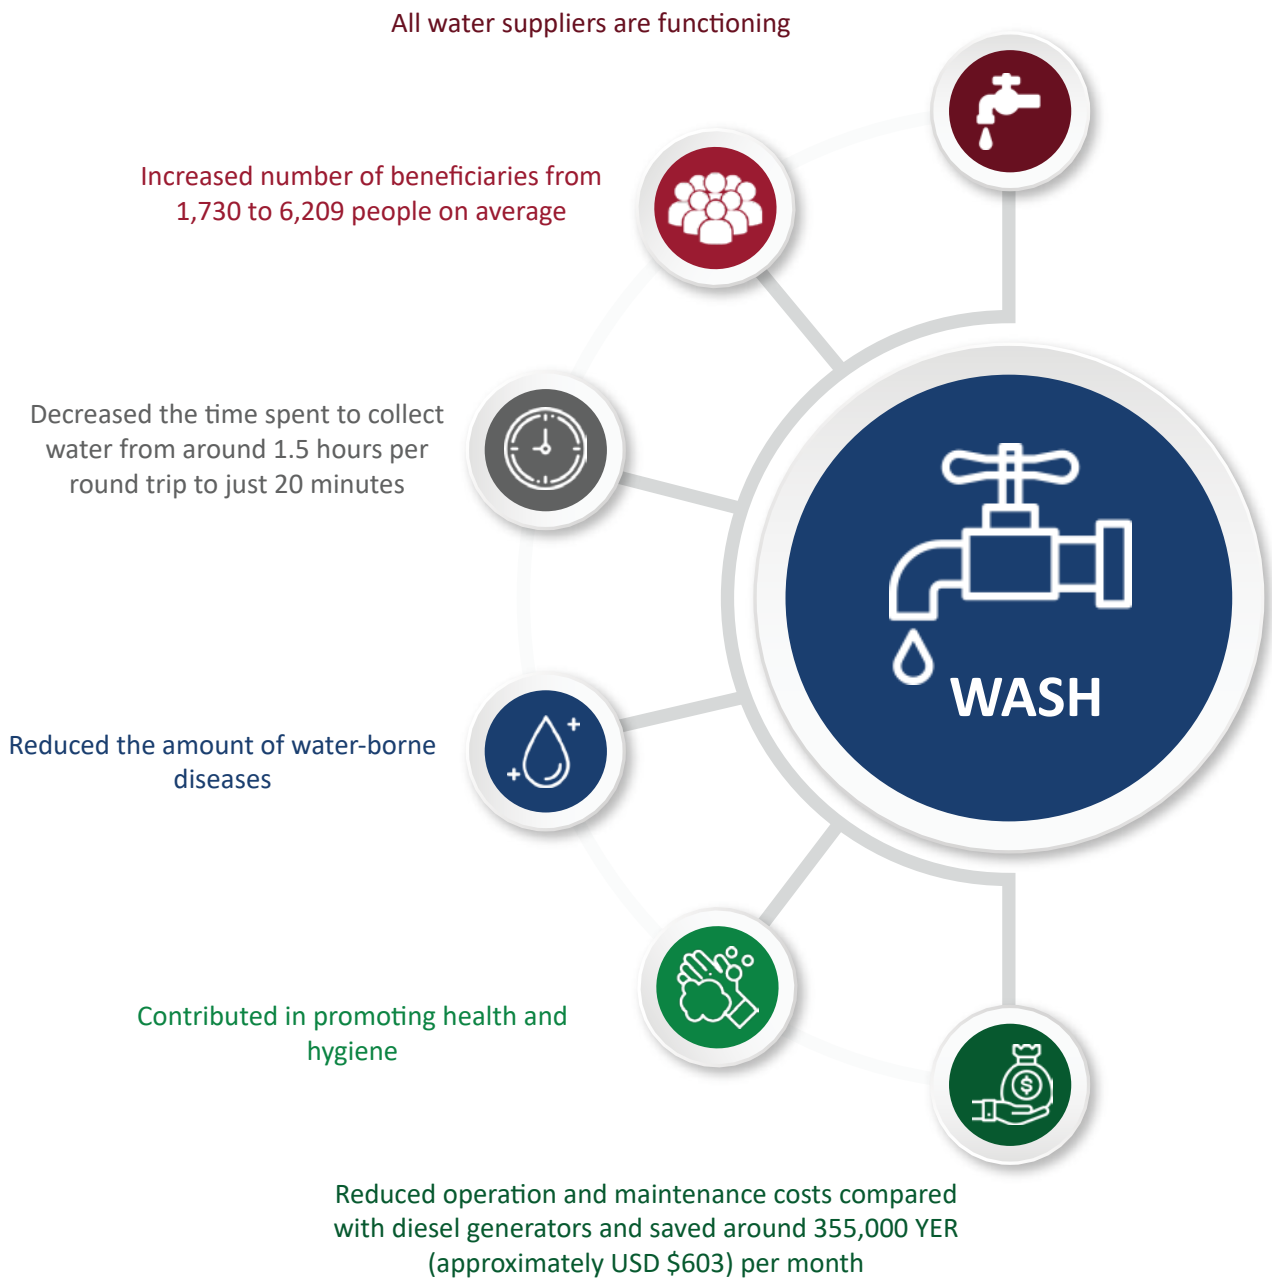 All water suppliers are functioning
Increased number of beneficiaries from
1,730 to 6,209 people on average
Decreased the time spent to collect
water from around 1.5 hours per
round trip to just 20 minutes
WASH
Reduced the amount of water-borne
diseases
Contributed in promoting health and
hygiene
$
Reduced operation and maintenance costs compared
with diesel generators and saved around 355,000 YER
(approximately USD $603) per month